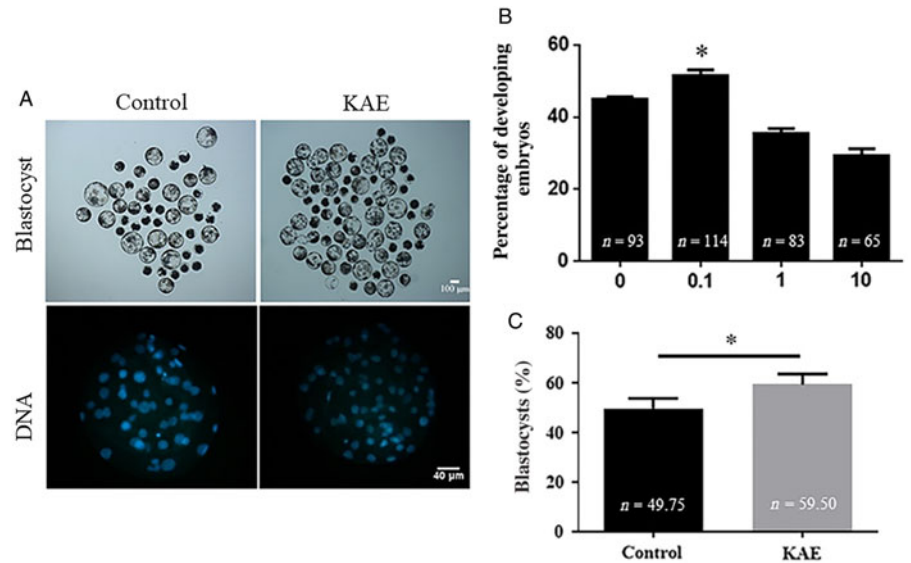 A
Control
KAE
Blastocyst
100 µm
DNA
40 µm
B
Percentage of developing
embryos
60
40
20
0
*
n = 93
n = 114
n = 83
n = 65
0
0.1
1
10
C
Blastocysts (%)
80
60
40
20
0
*
n = 49.75
n = 59.50
Control
KAE